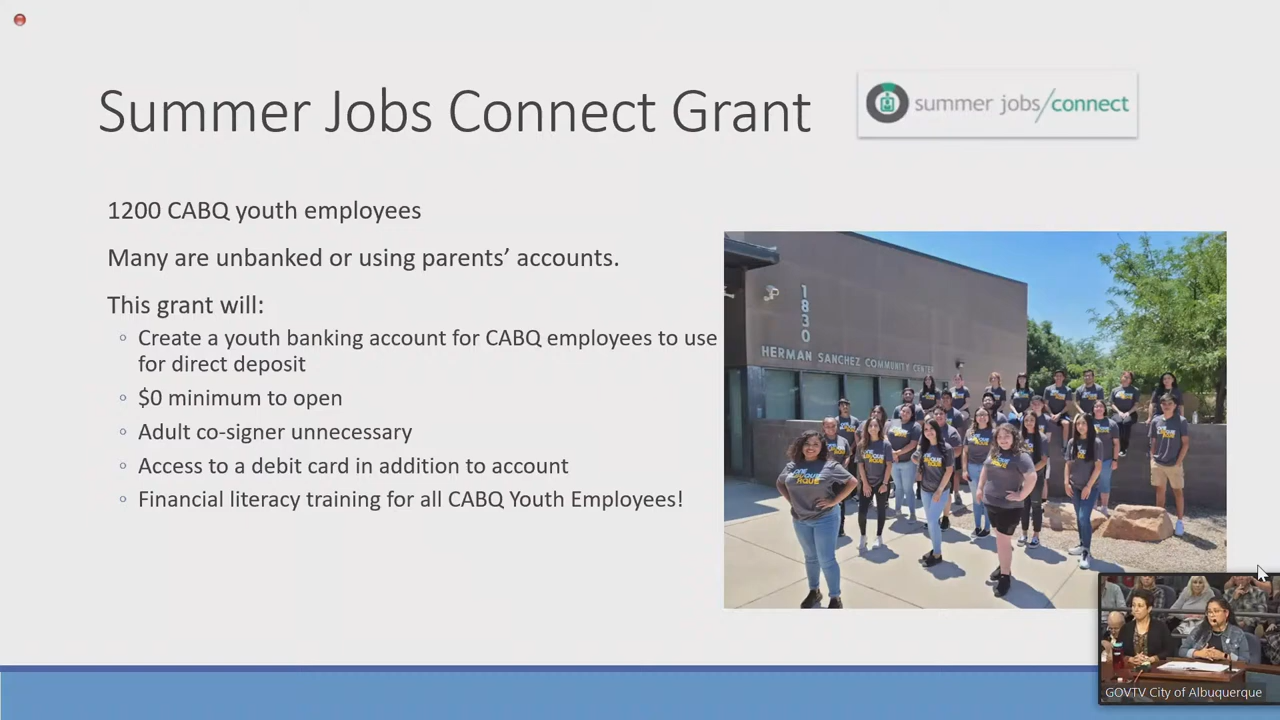 Summer Jobs Connect Grant
summer jobs/connect
1200 CABQ youth employees
Many are unbanked or using parents’ accounts.
This grant will:
◦ Create a youth banking account for CABQ employees to use
for direct deposit
◦ $0 minimum to open
◦ Adult co-signer unnecessary
◦ Access to a debit card in addition to account
◦ Financial literacy training for all CABQ Youth Employees!
1830
HERMAN SANCHEZ COMMUNITY CENTER
ONE
ALBUQUE
RQUE
GOVTV City of Albuquerque